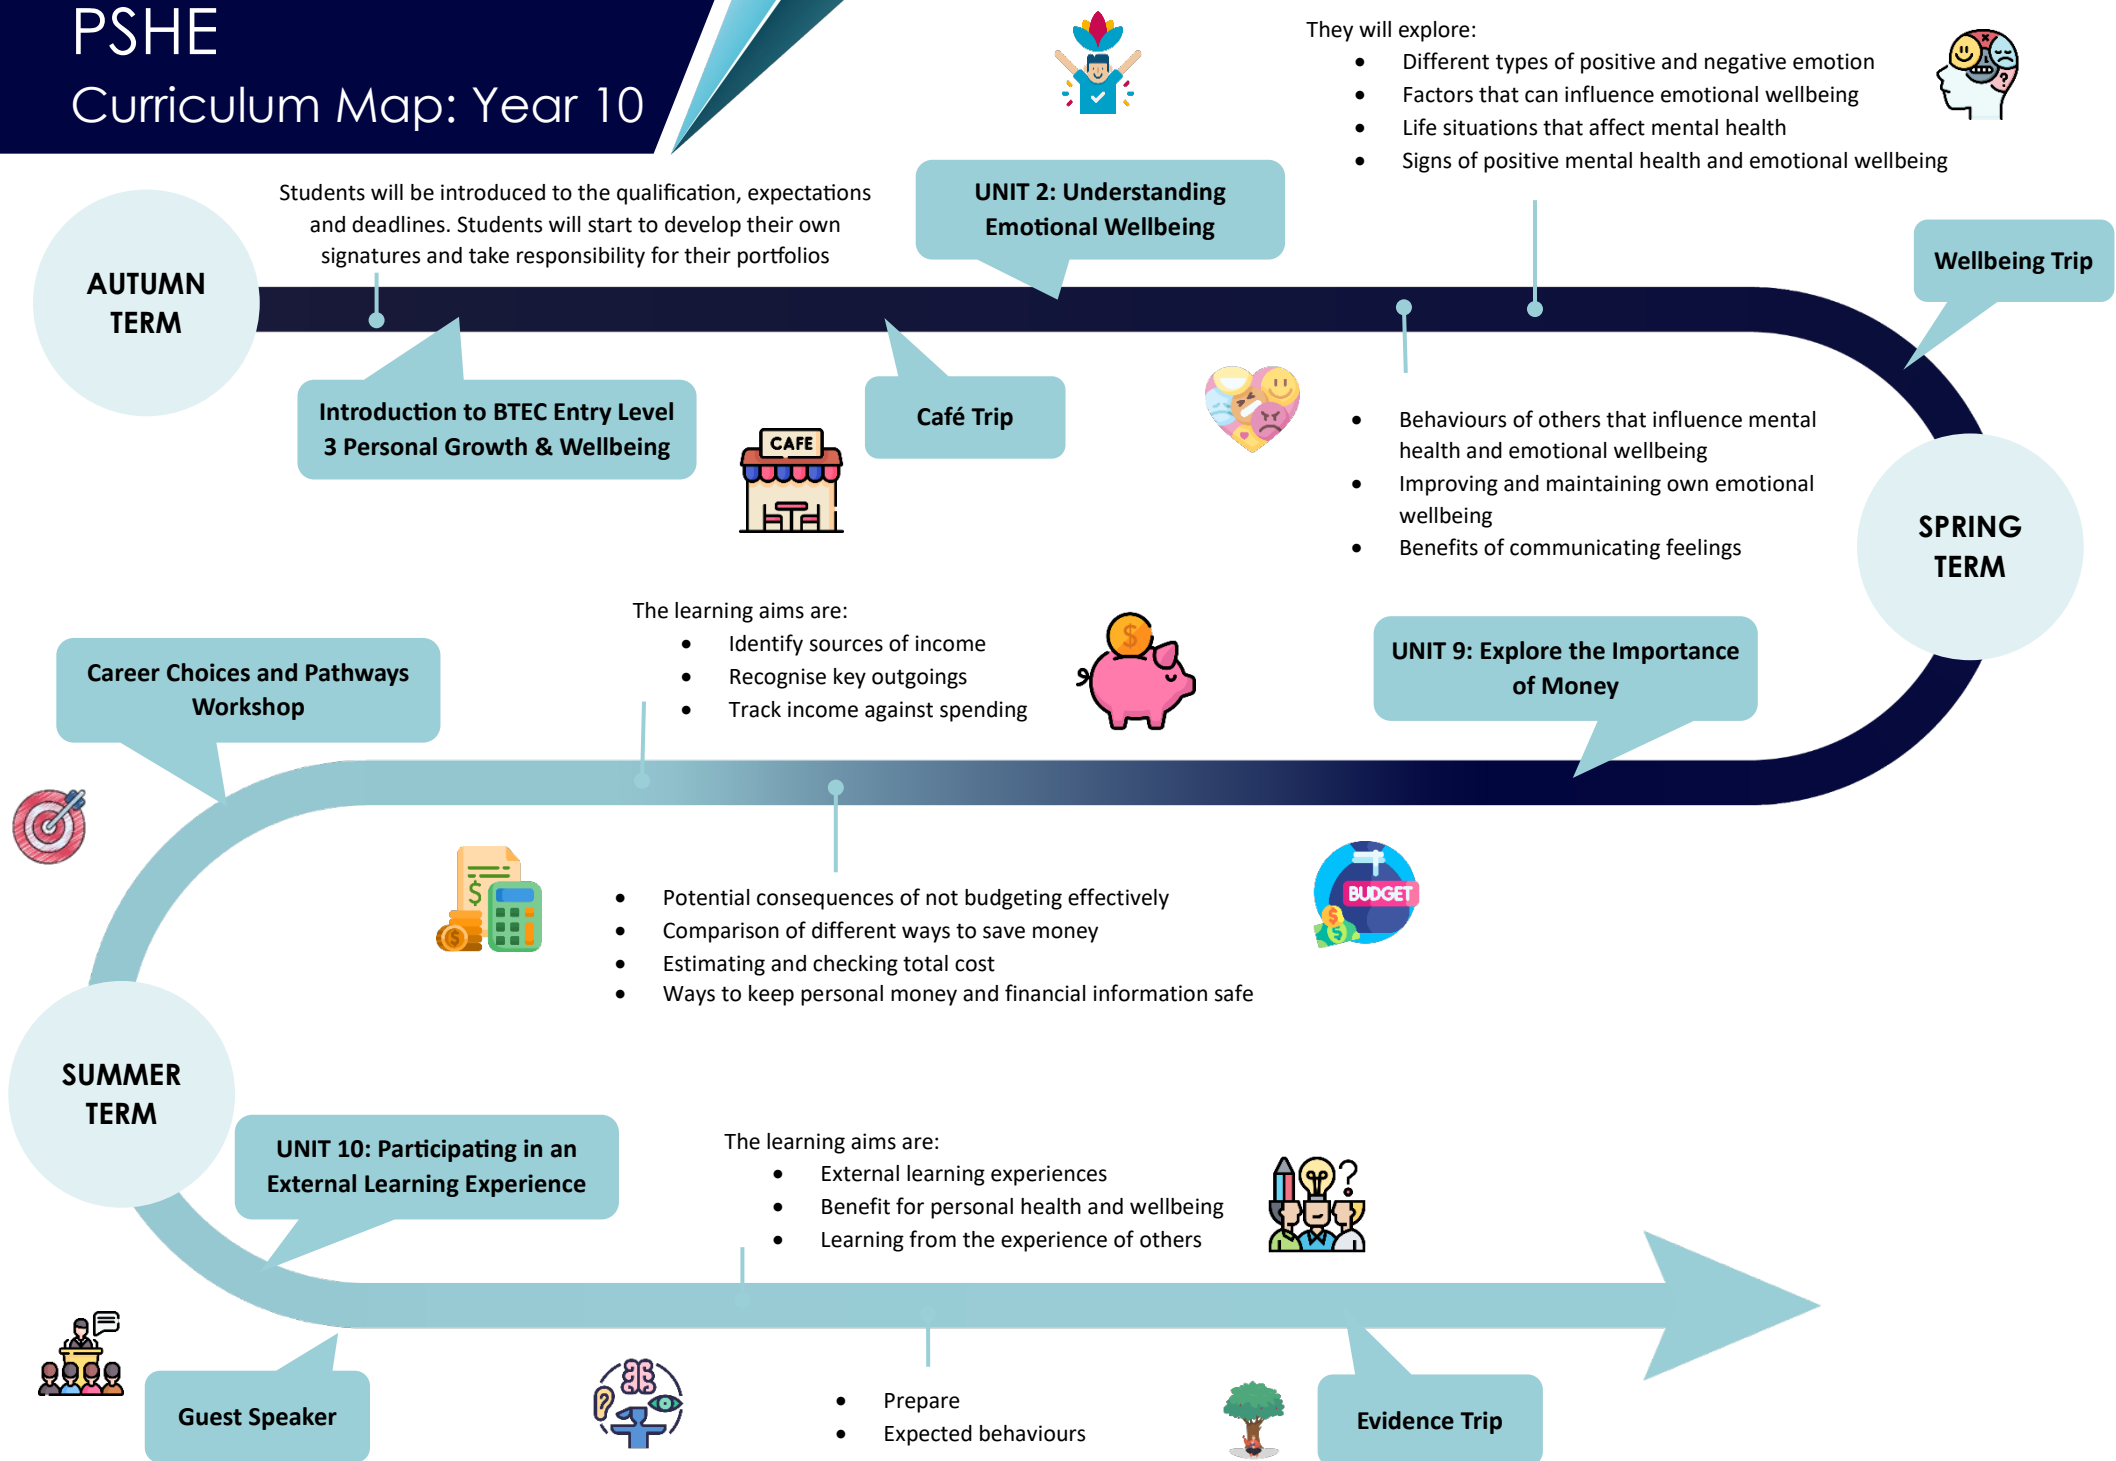 PSHE
Curriculum Map: Year 10
They will explore:
• Different types of positive and negative emotion
• Factors that can influence emotional wellbeing
• Life situations that affect mental health
• Signs of positive mental health and emotional wellbeing
Students will be introduced to the qualification, expectations
and deadlines. Students will start to develop their own
signatures and take responsibility for their portfolios
UNIT 2: Understanding
Emotional Wellbeing
Wellbeing Trip
AUTUMN
TERM
Introduction to BTEC Entry Level
3 Personal Growth & Wellbeing
CAFE
Café Trip
• Behaviours of others that influence mental
health and emotional wellbeing
• Improving and maintaining own emotional
wellbeing
• Benefits of communicating feelings
SPRING
TERM
UNIT 9: Explore the Importance
of Money
The learning aims are:
• Identify sources of income
• Recognise key outgoings
• Track income against spending
Career Choices and Pathways
Workshop
• Potential consequences of not budgeting effectively
• Comparison of different ways to save money
• Estimating and checking total cost
• Ways to keep personal money and financial information safe
BUDGET
SUMMER
TERM
UNIT 10: Participating in an
External Learning Experience
The learning aims are:
• External learning experiences
• Benefit for personal health and wellbeing
• Learning from the experience of others
Guest Speaker
• Prepare
• Expected behaviours
Evidence Trip